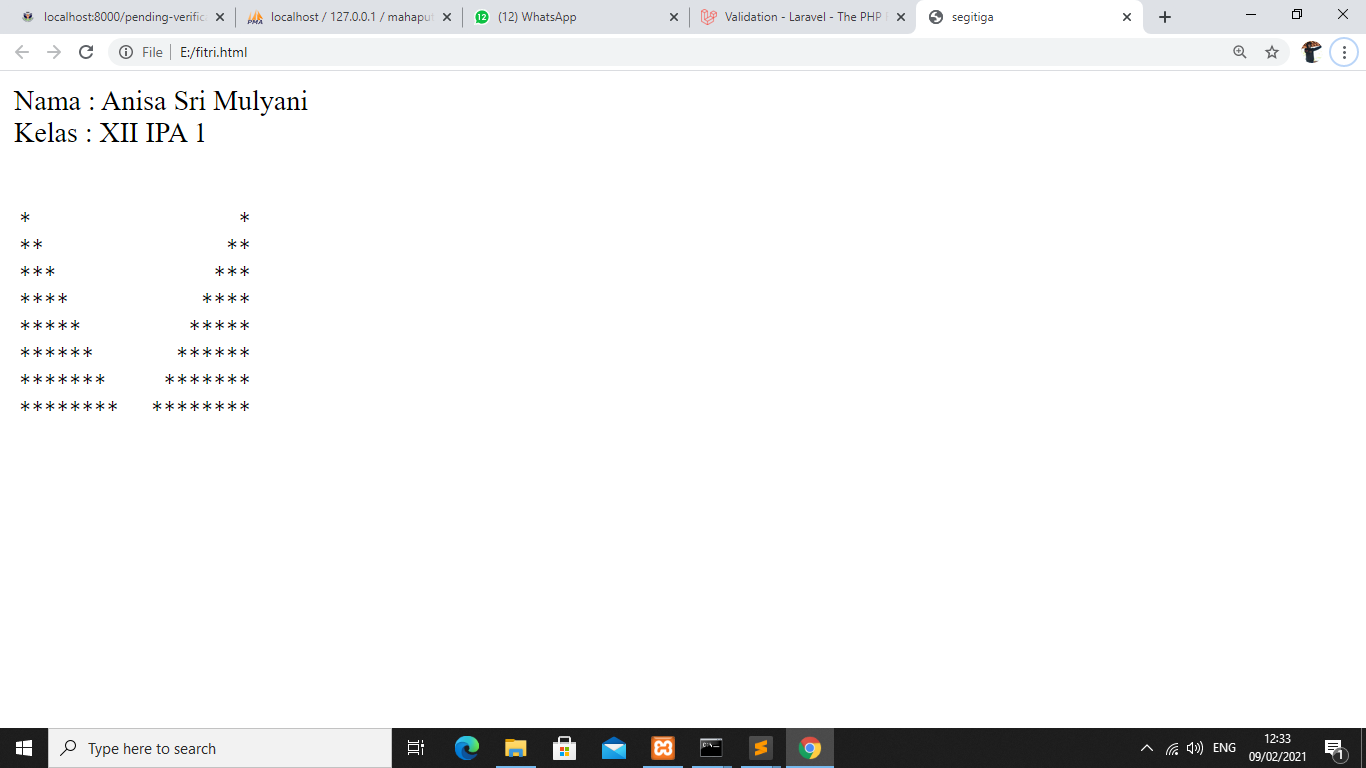 localhost:8000/pending-verific
localhost / 127.0.0.1 / mahaput
(12) WhatsApp
Validation - Laravel - The PHP
segitiga
File
E:/fitri.html
Nama : Anisa Sri Mulyani
Kelas : XII IPA 1
* *
** **
*** ***
**** ****
***** *****
****** ******
******* *******
******** ********
Type here to search
ENG
12:33
09/02/2021
1